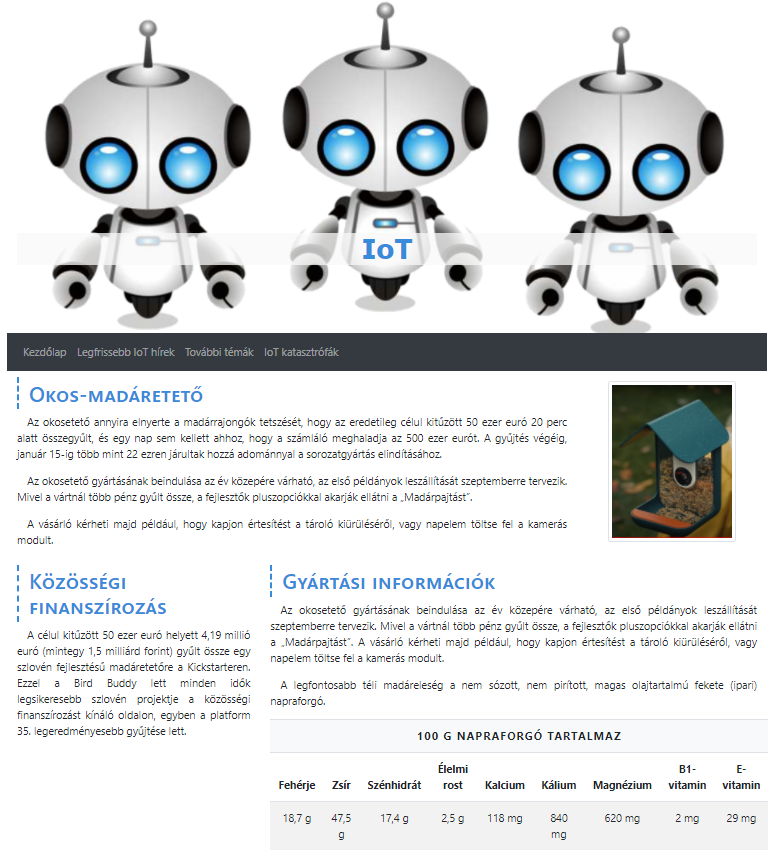 IoT
Kezdőlap Legfrissebb IoT hírek További témák IoT katasztrófák
Okos-madáretető
Az okosetető annyira elnyerte a madárrajongók tetszését, hogy az eredetileg célul kitűzött 50 ezer euró 20 perc
alatt összegyűlt, és egy nap sem kellett ahhoz, hogy a számláló meghaladja az 500 ezer eurót. A gyűjtés végéig,
január 15-ig több mint 22 ezren járultak hozzá adománnyal a sorozatgyártás elindításához.
Az okosetető gyártásának beindulása az év közepére várható, az első példányok leszállítását szeptemberre tervezik.
Mivel a vártnál több pénz gyűlt össze, a fejlesztők pluszopciókkal akarják ellátni a „Madárpajtást”.
A vásárló kérheti majd például, hogy kapjon értesítést a tároló kiürüléséről, vagy napelem töltse fel a kamerás
modult.
Közösségi
finanszírozás
A célul kitűzött 50 ezer euró helyett 4,19 millió
euró (mintegy 1,5 milliárd forint) gyűlt össze egy
szlovén fejlesztésű madáretetőre a Kickstarteren.
Ezzel a Bird Buddy lett minden idők
legsikeresebb szlovén projektje a közösségi
finanszírozást kínáló oldalon, egyben a platform
35. legeredményesebb gyűjtése lett.
Gyártási információk
Az okosetető gyártásának beindulása az év közepére várható, az első példányok leszállítását
szeptemberre tervezik. Mivel a vártnál több pénz gyűlt össze, a fejlesztők pluszopciókkal akarják ellátni
a „Madárpajtást”. A vásárló kérheti majd például, hogy kapjon értesítést a tároló kiürüléséről, vagy
napelem töltse fel a kamerás modult.
A legfontosabb téli madáreleség a nem sózott, nem pirított, magas olajtartalmú fekete (ipari)
napraforgó.
100 G NAPRAFORGÓ TARTALMAZ
Fehérje Zsír Szénhidrát Élelmi rost Kalcium Kálium Magnézium B1-vitamin E-vitamin
18,7 g 47,5 g 17,4 g 2,5 g 118 mg 840 mg 620 mg 2 mg 29 mg